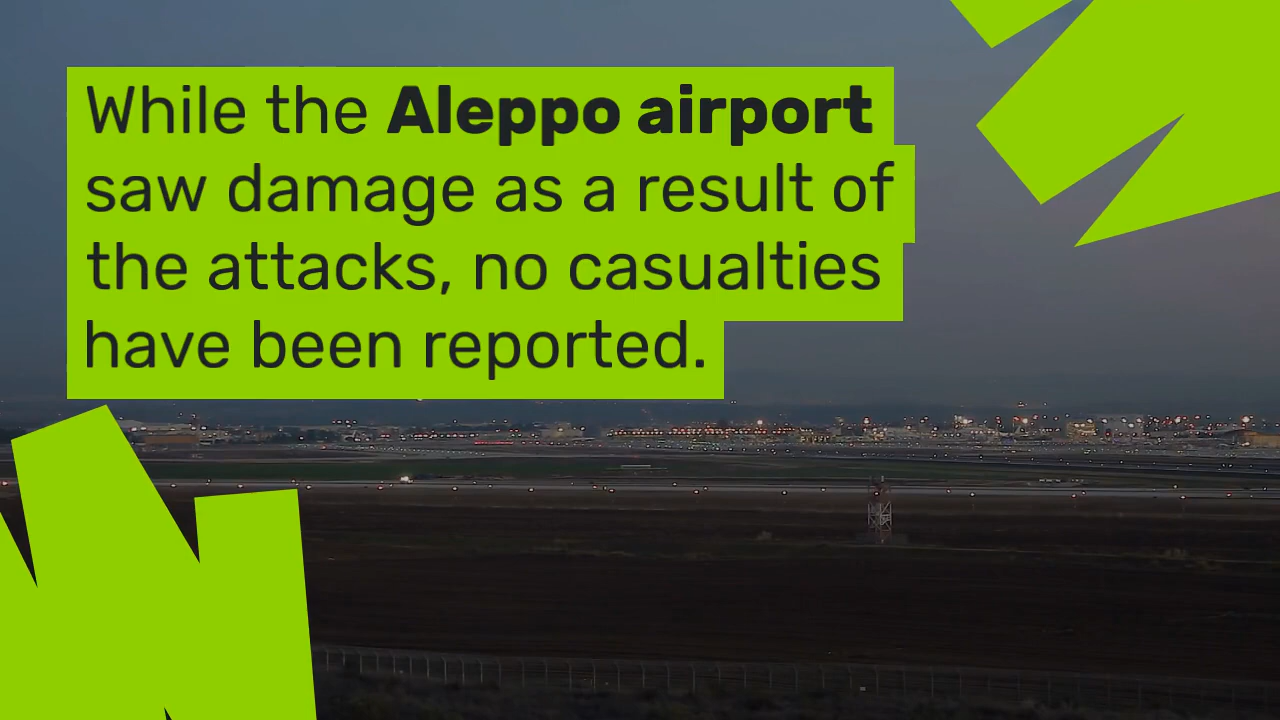 While the Aleppo airport
saw damage as a result of
the attacks, no casualties
have been reported.